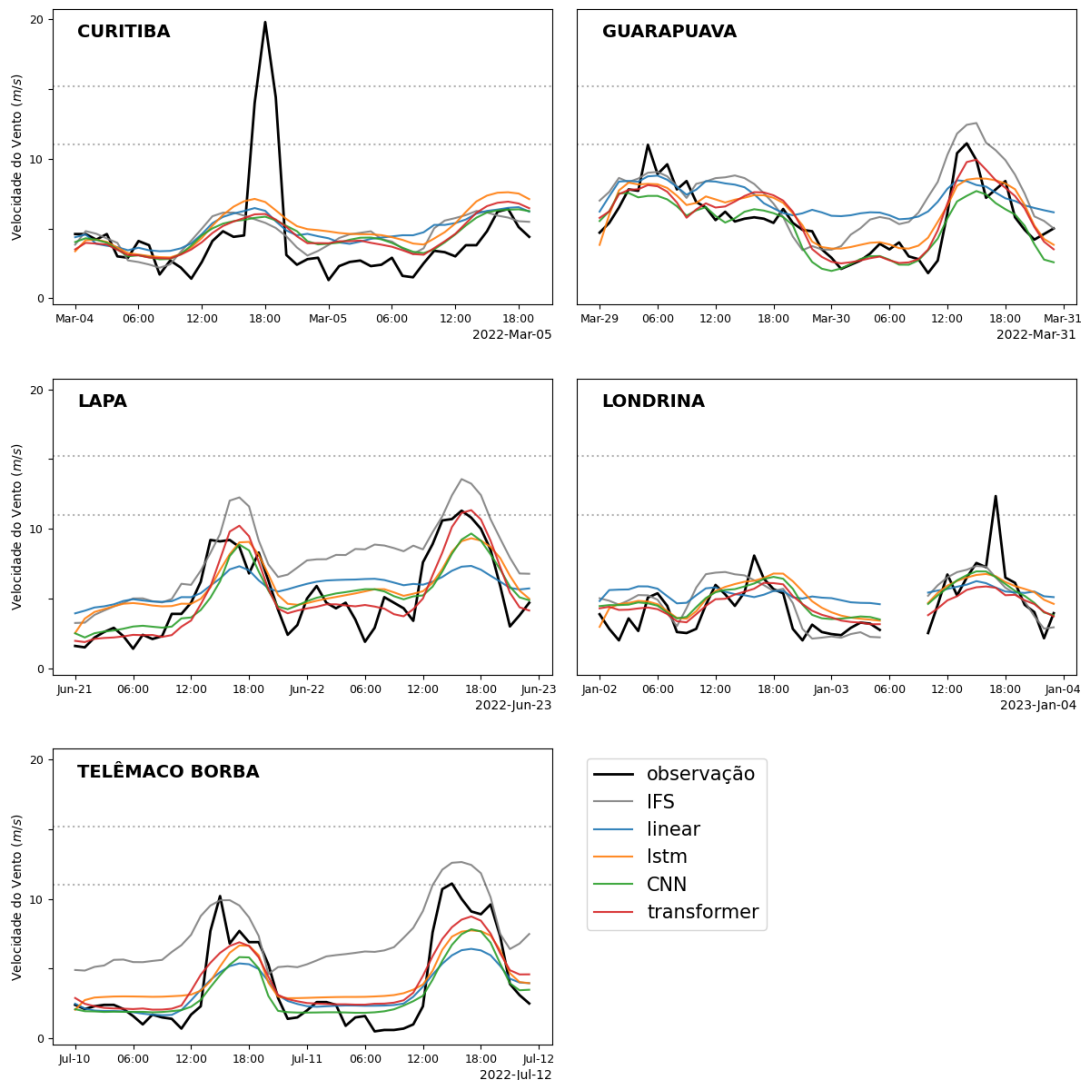 CURITIBA
Velocidade do Vento (m/s)
20
10
0
Mar-04 06:00 12:00 18:00 Mar-05 06:00 12:00 18:00
2022-Mar-05
GUARAPUAVA
Mar-29 06:00 12:00 18:00 Mar-30 06:00 12:00 18:00 Mar-31
2022-Mar-31
LAPA
Velocidade do Vento (m/s)
20
10
0
Jun-21 06:00 12:00 18:00 Jun-22 06:00 12:00 18:00 Jun-23
2022-Jun-23
LONDRINA
Jan-02 06:00 12:00 18:00 Jan-03 06:00 12:00 18:00 Jan-04
2023-Jan-04
TELÊMACO BORBA
Velocidade do Vento (m/s)
20
10
0
Jul-10 06:00 12:00 18:00 Jul-11 06:00 12:00 18:00 Jul-12
2022-Jul-12
observação
IFS
linear
lstm
CNN
transformer